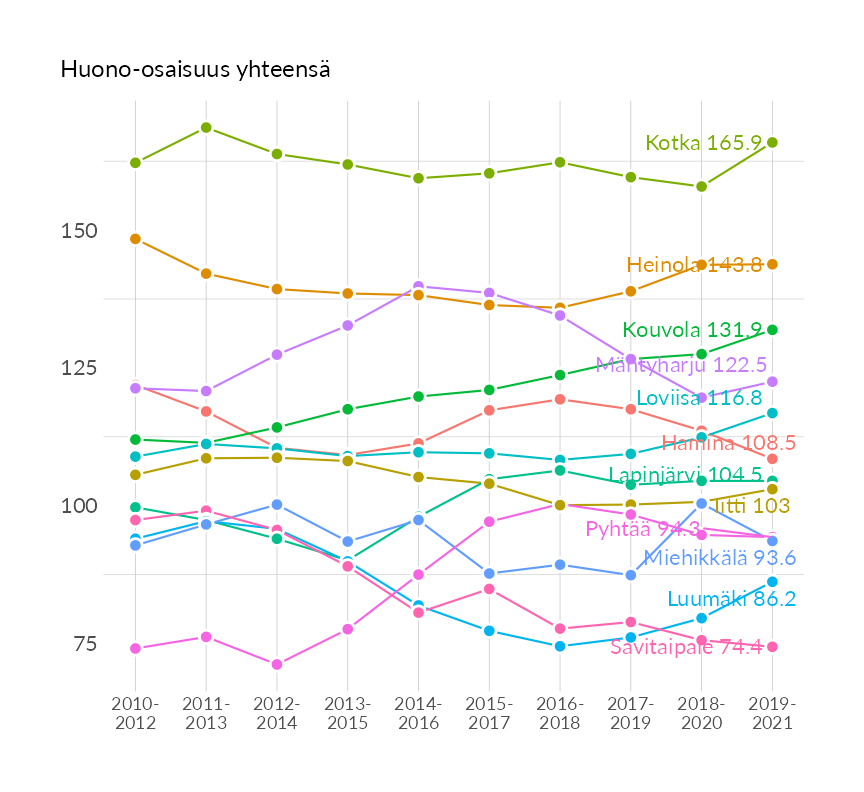 Huono-osaisuus yhteensä
Kotka 165.9
150
Heinola 143.8
Kouvola 131.9
125
Mäntyharju 122.5
Loviisa 116.8
Hamina 108.5
Lapinjärvi 104.5
100
Iitti 103
Pyhtää 94.3
Miehikkälä 93.6
Luumäki 86.2
75
Savitaipale 74.4
2010- 2011- 2012- 2013- 2014- 2015- 2016- 2017- 2018- 2019-
2012 2013 2014 2015 2016 2017 2018 2019 2020 2021